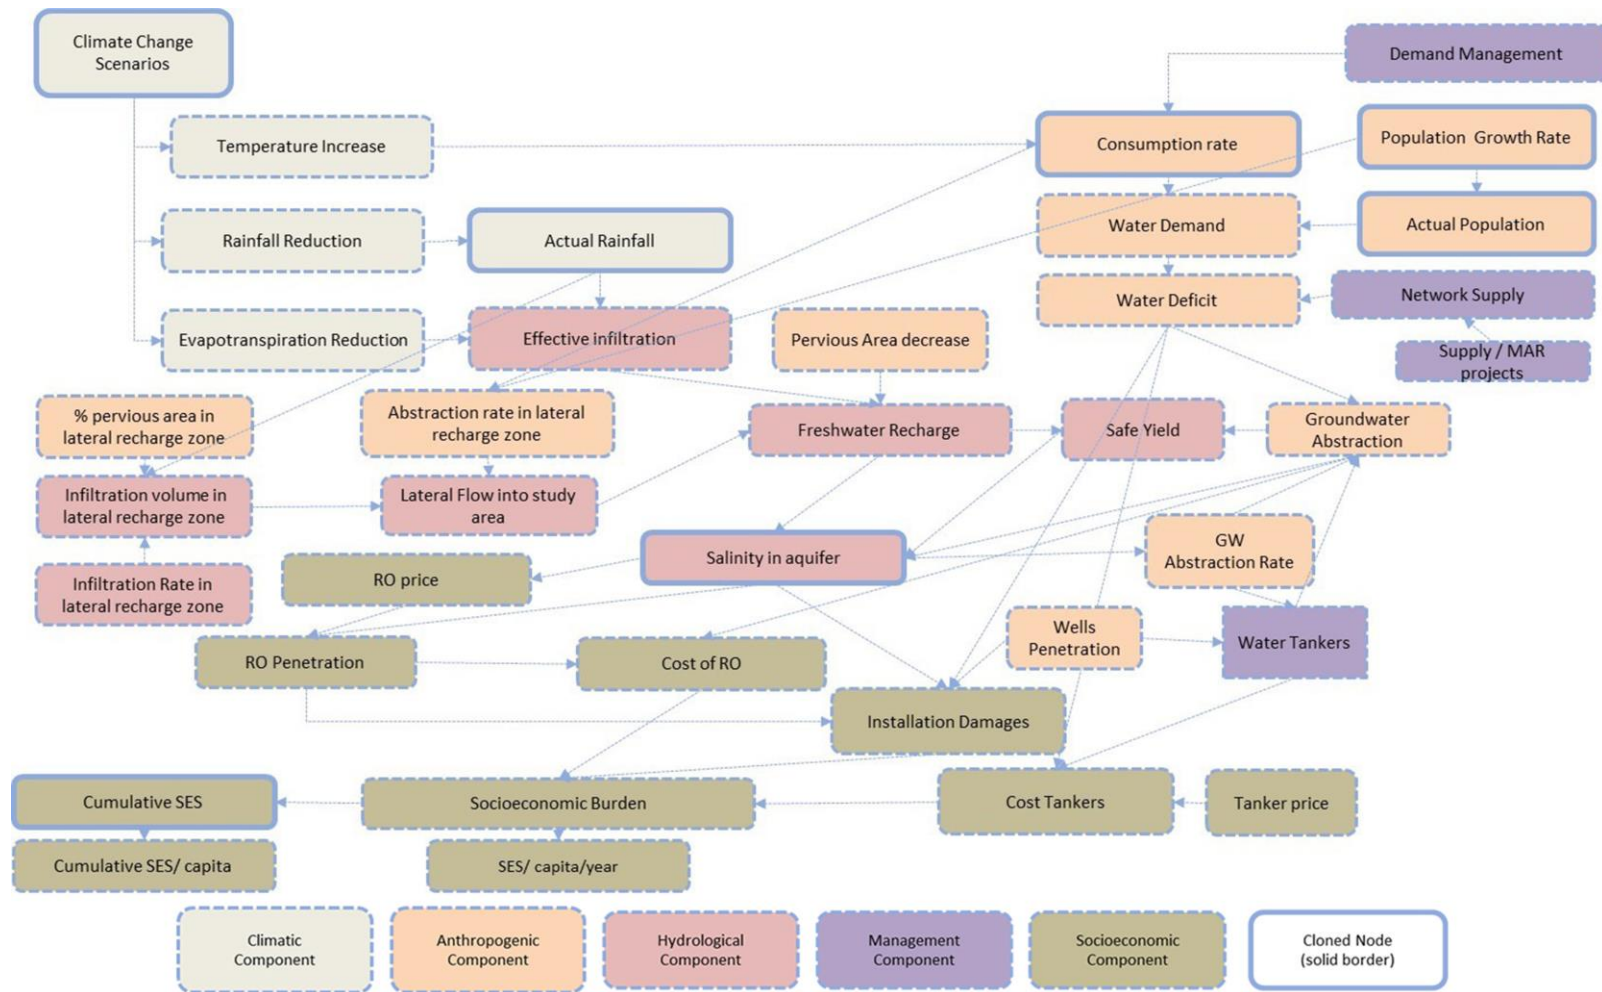 Climate Change
Scenarios
Demand Management
Temperature Increase
Consumption rate
Population  Growth Rate
Rainfall Reduction
Actual Rainfall
Water Demand
Actual Population
Evapotranspiration Reduction
Effective infiltration
Pervious Area decrease
Water Deficit
Network Supply
Supply / MAR
projects
% pervious area in
lateral recharge zone
Abstraction rate in lateral
recharge zone
Freshwater Recharge
Safe Yield
Groundwater
Abstraction
Infiltration volume in
lateral recharge zone
Lateral Flow into study
area
Salinity in aquifer
GW
Abstraction Rate
Infiltration Rate in
lateral recharge zone
RO price
RO Penetration
Cost of RO
Wells
Penetration
Water Tankers
Installation Damages
Cumulative SES
Socioeconomic Burden
Cost Tankers
Tanker price
Cumulative SES/ capita
SES/ capita/year
Climatic
Component
Anthropogenic
Component
Hydrological
Component
Management
Component
Socioeconomic
Component
Cloned Node
(solid border)